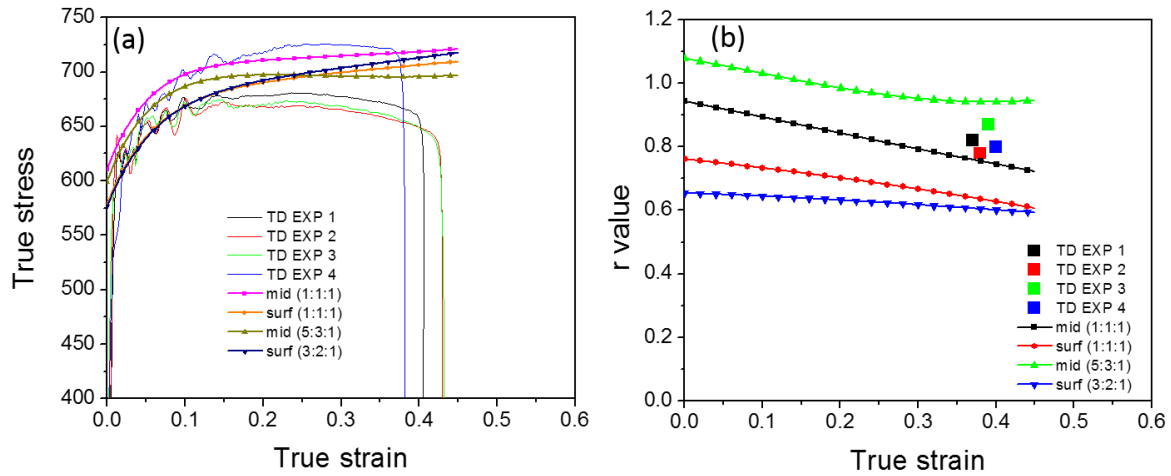 (a)
True stress
750
700
650
600
550
500
450
400
TD EXP 1
TD EXP 2
TD EXP 3
TD EXP 4
mid (1:1:1)
surf (1:1:1)
mid (5:3:1)
surf (3:2:1)
0.0 0.1 0.2 0.3 0.4 0.5 0.6
True strain
(b)
r value
1.2
1.0
0.8
0.6
0.4
0.2
0.0
TD EXP 1
TD EXP 2
TD EXP 3
TD EXP 4
mid (1:1:1)
surf (1:1:1)
mid (5:3:1)
surf (3:2:1)
0.0 0.1 0.2 0.3 0.4 0.5 0.6
True strain